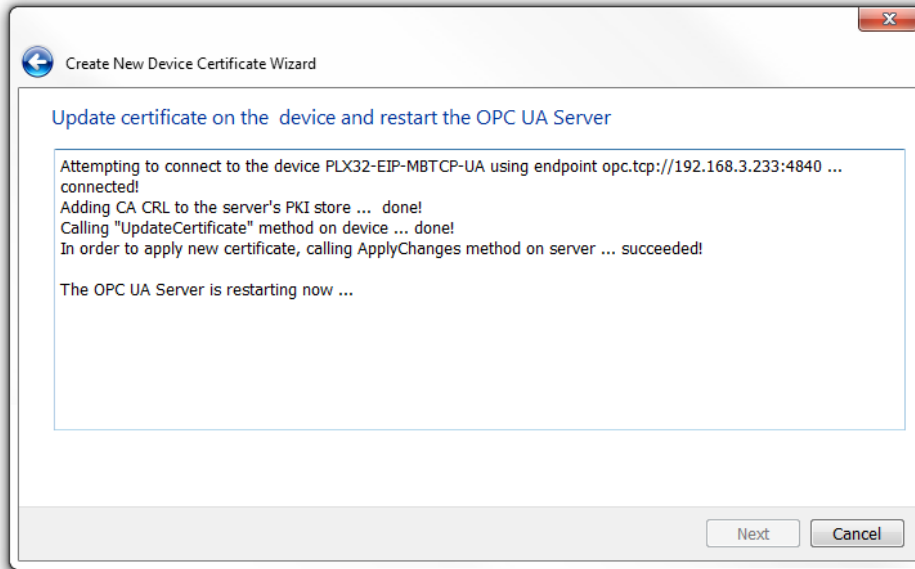 Create New Device Certificate Wizard
Update certificate on the device and restart the OPC UA Server
Attempting to connect to the device PLX32-EIP-MBTCP-UA using endpoint opc.tcp://192.168.3.233:4840 ...
connected!
Adding CA CRL to the server's PKI store ... done!
Calling "UpdateCertificate" method on device ... done!
In order to apply new certificate, calling ApplyChanges method on server ... succeeded!
The OPC UA Server is restarting now ...
Next
Cancel